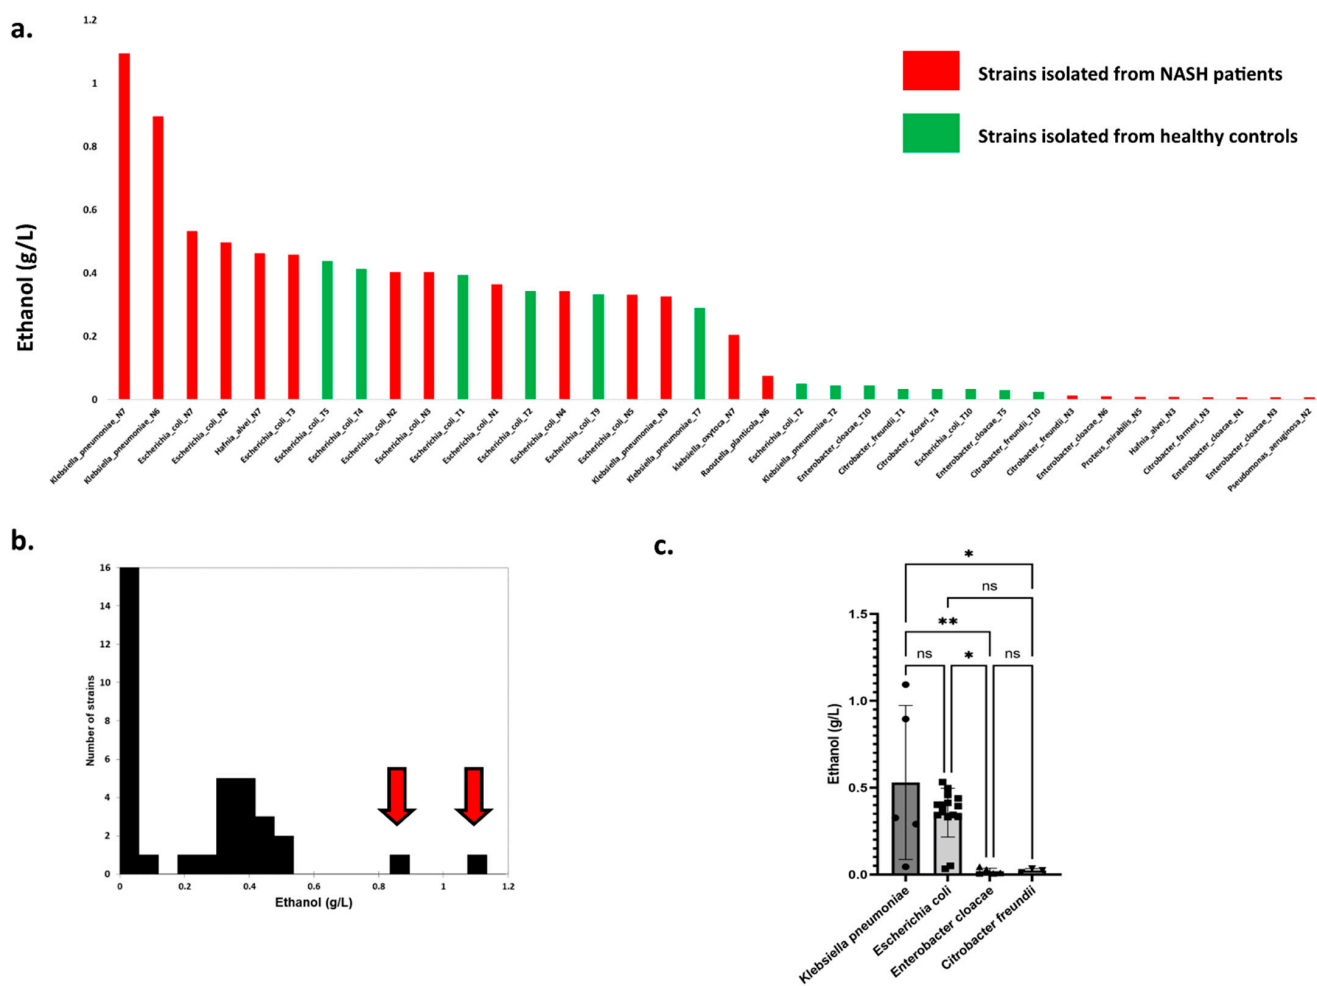 a.
1.2
1
0.8
0.6
0.4
0.2
0
Ethanol (g/L)
Strains isolated from NASH patients
Strains isolated from healthy controls
Klebsiella_pneumoniae_N7
Klebsiella_pneumoniae_N6
Escherichia_coli_N7
Escherichia_coli_N2
Hafnia_alvei_N7
Escherichia_coli_T3
Escherichia_coli_T5
Escherichia_coli_T4
Escherichia_coli_N2
Escherichia_coli_N3
Escherichia_coli_T1
Escherichia_coli_N1
Escherichia_coli_T2
Escherichia_coli_N4
Escherichia_coli_T9
Escherichia_coli_N5
Klebsiella_pneumoniae_N3
Klebsiella_pneumoniae_T7
klebsiella_oxytoca_N7
Raoutella_planticola_N6
Escherichia_coli_T2
Klebsiella_pneumoniae_T2
Enterobacter_cloacae_T10
Citrobacter_freundii_T1
Citrobacter_Koseri_T4
Escherichia_coli_T10
Enterobacter_cloacae_T5
Citrobacter_freundii_T10
Citrobacter_freundii_N3
Enterobacter_cloacae_N6
Proteus_mirabilis_N5
Hafnia_alvei_N3
Citrobacter_farmeri_N3
Enterobacter_cloacae_N1
Enterobacter_cloacae_N3
Pseudomonas_aeruginosa_N2
b.
16
14
12
10
8
6
4
2
0
Number of strains
0 0.2 0.4 0.6 0.8 1 1.2
Ethanol (g/L)
c.
*
ns
**
ns * ns
1.5
1.0
0.5
0.0
Ethanol (g/L)
Klebsiella pneumoniae
Escherichia coli
Enterobacter cloacae
Citrobacter freundii